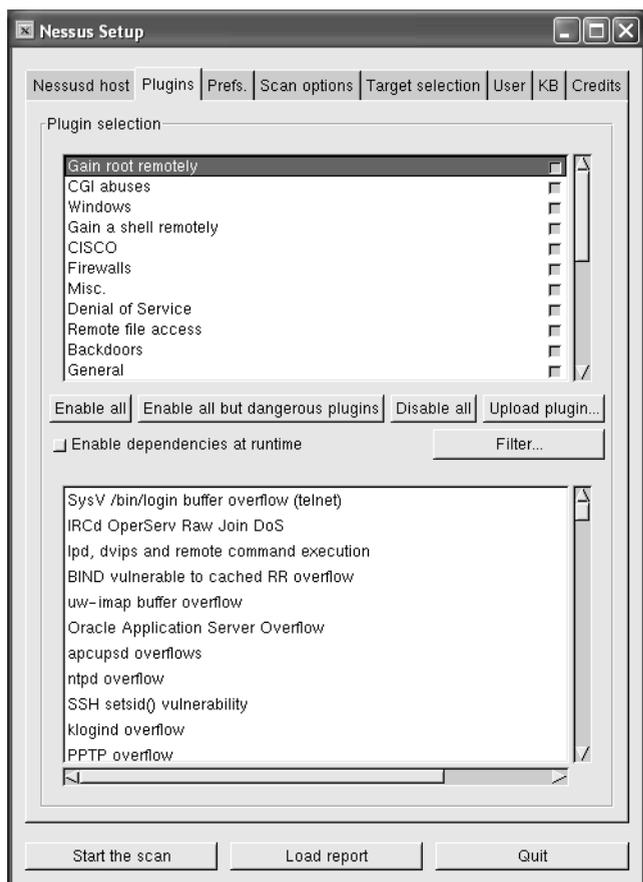 Nessus Setup
Nessusd host Plugins Prefs. Scan options Target selection User KB Credits
Plugin selection
Gain root remotely
CGI abuses
Windows
Gain a shell remotely
CISCO
Firewalls
Misc.
Denial of Service
Remote file access
Backdoors
General
Enable all Enable all but dangerous plugins Disable all Upload plugin...
Enable dependencies at runtime Filter...
SysV /bin/login buffer overflow (telnet)
IRCd OperServ Raw Join DoS
lpd, dvips and remote command execution
BIND vulnerable to cached RR overflow
uw-imap buffer overflow
Oracle Application Server Overflow
apcupsd overflows
ntpd overflow
SSH setsid() vulnerability
klogind overflow
PPTP overflow
Start the scan Load report Quit